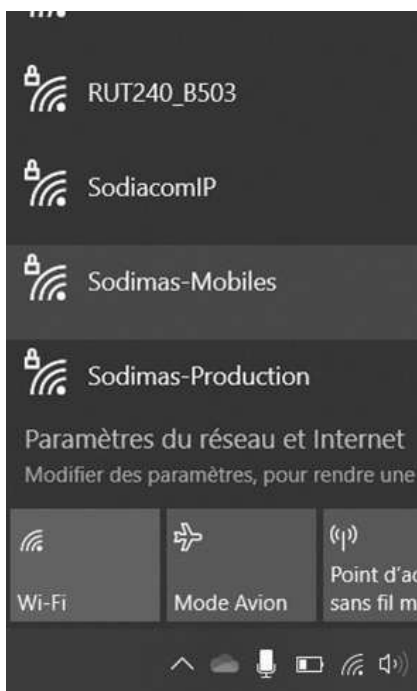 RUT240_B503
SodiacomIP
Sodimas-Mobiles
Sodimas-Production
Paramètres du réseau et Internet
Modifier des paramètres, pour rendre une
Wi-Fi
Mode Avion
Point d'ac
sans fil m